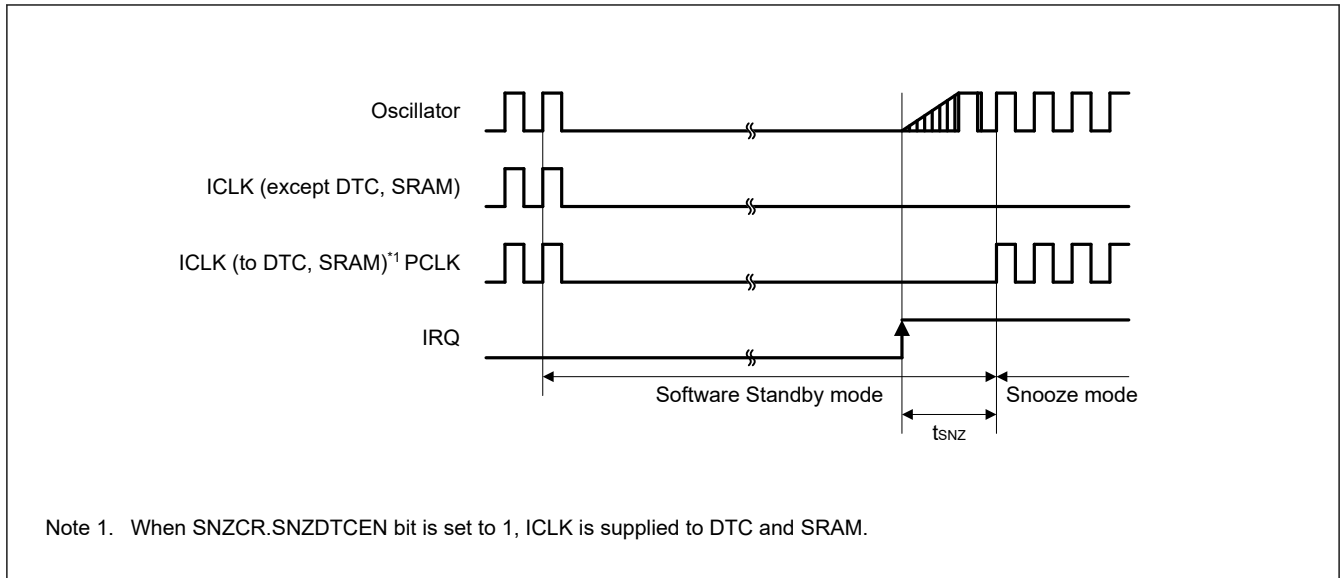 Oscillator
ICLK (except DTC, SRAM)
ICLK (to DTC, SRAM)*1 PCLK
IRQ
Software Standby mode
Snooze mode
tSNZ
Note 1. When SNZCR.SNZDTCEN bit is set to 1, ICLK is supplied to DTC and SRAM.